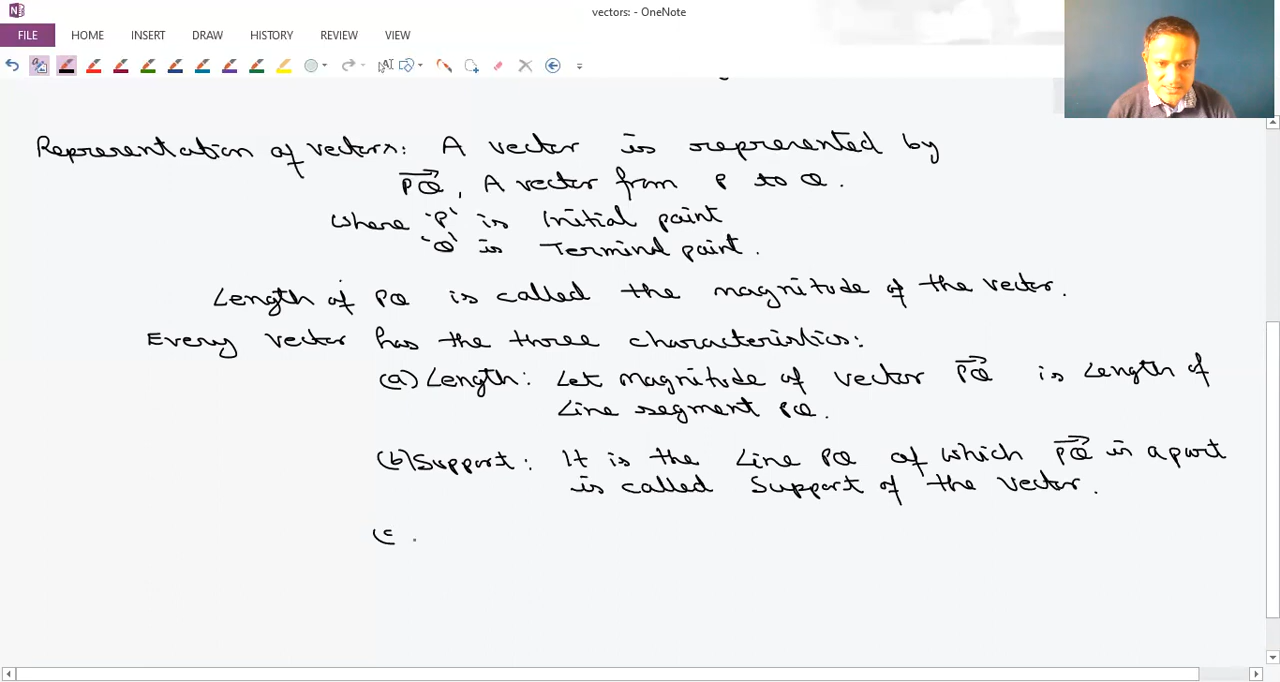 vectors: - OneNote
FILE HOME INSERT DRAW HISTORY REVIEW VIEW
Representation of vectors: A vector is represented by
PQ, A vector from P to Q.
where 'P' is Initial point
'Q' is Terminal point.
Length of PQ is called the magnitude of the vector.
Every vector has the three characteristics:
(a) Length: Let magnitude of vector PQ is Length of
Line segment PQ.
(b) Support: It is the Line PQ of which PQ is a part
is called Support of the vector.
(c